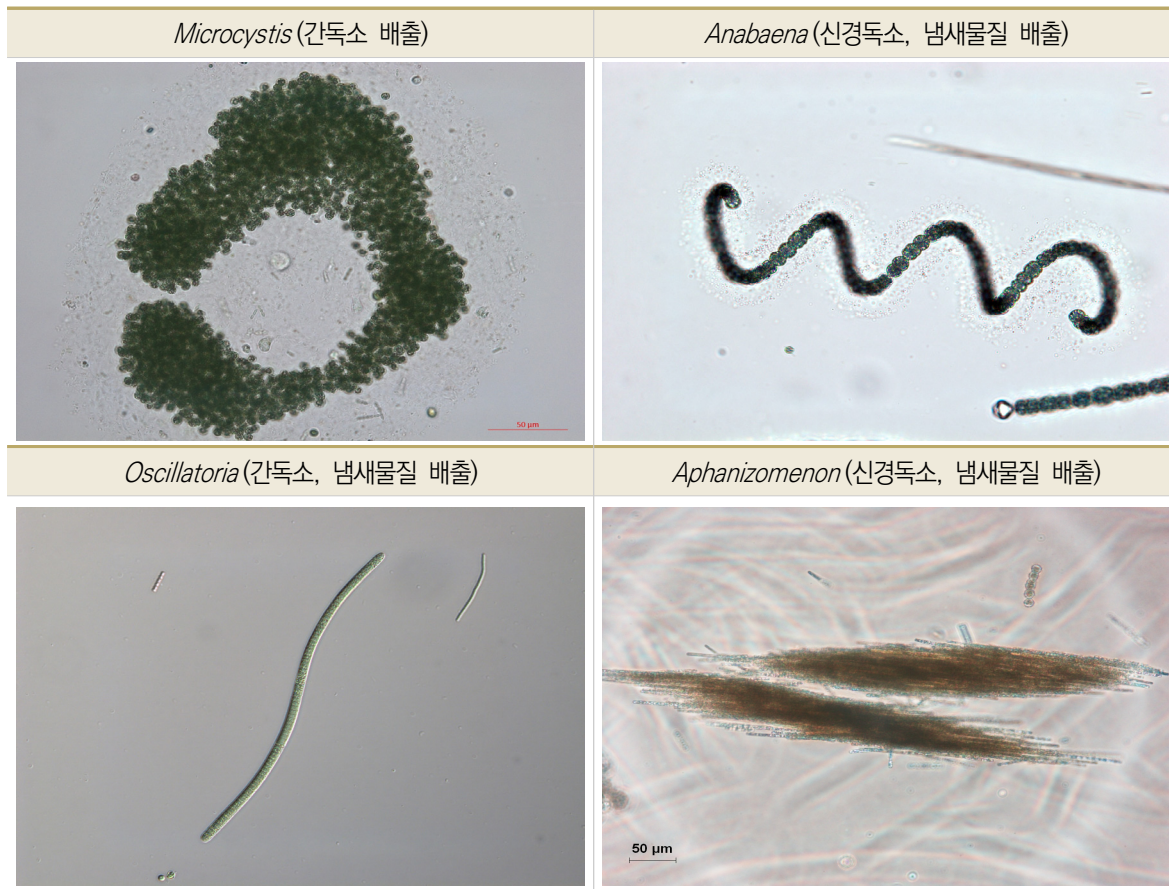 Microcystis (간독소 배출)
Anabaena (신경독소, 냄새물질 배출)
50 μm
Oscillatoria (간독소, 냄새물질 배출)
Aphanizomenon (신경독소, 냄새물질 배출)
50 μm